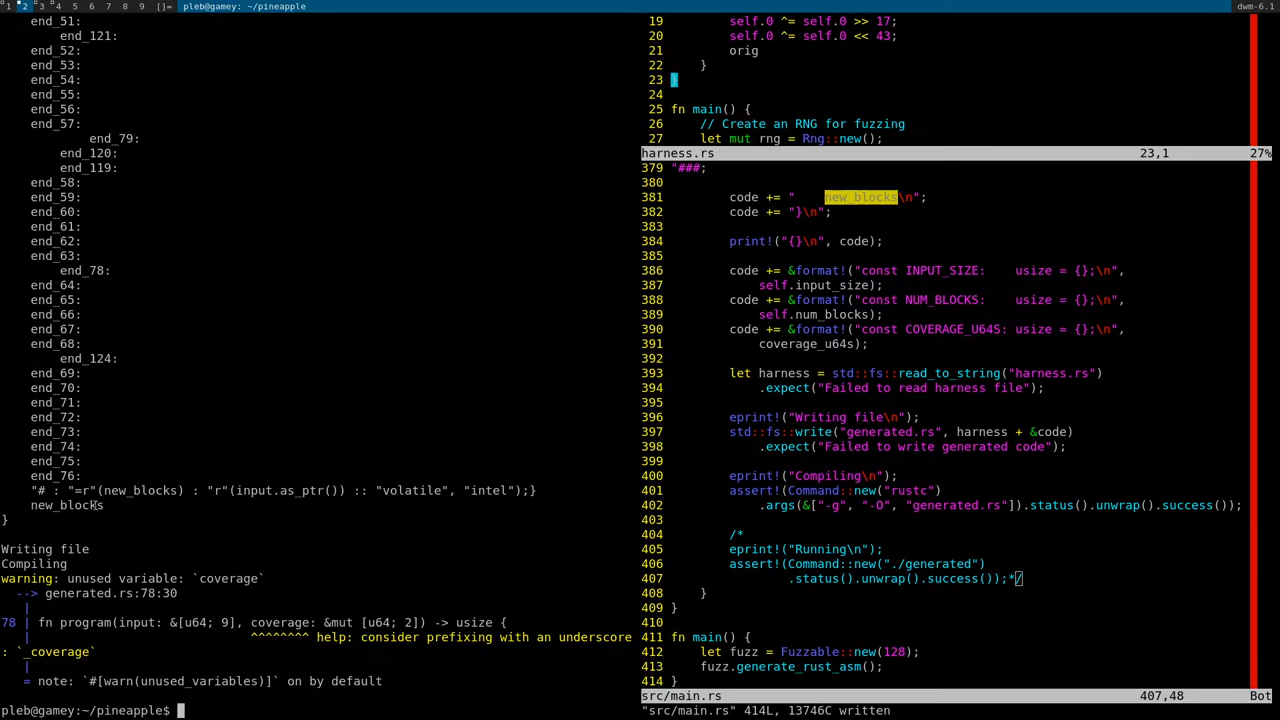 1 2 3 4 5 6 7 8 9 []= pleb@gamey: ~/pineapple dwm-6.1
end_51:
end_121:
end_52:
end_53:
end_54:
end_55:
end_56:
end_57:
end_79:
end_120:
end_119:
end_58:
end_59:
end_60:
end_61:
end_62:
end_63:
end_78:
end_64:
end_65:
end_66:
end_67:
end_68:
end_124:
end_69:
end_70:
end_71:
end_72:
end_73:
end_74:
end_75:
end_76:
"# : "=r"(new_blocks) : "r"(input.as_ptr()) :: "volatile", "intel");}
new_blocks
}
Writing file
Compiling
warning: unused variable: `coverage`
--> generated.rs:78:30
|
78 | fn program(input: &[u64; 9], coverage: &mut [u64; 2]) -> usize {
| ^^^^^^^^ help: consider prefixing with an underscore
: `_coverage`
|
= note: `#[warn(unused_variables)]` on by default
pleb@gamey:~/pineapple$
19 self.0 ^= self.0 >> 17;
20 self.0 ^= self.0 << 43;
21 orig
22 }
23 }
24
25 fn main() {
26 // Create an RNG for fuzzing
27 let mut rng = Rng::new();
harness.rs 23,1 27%
379 "###;
380
381 code += "    new_blocks\n";
382 code += "}\n";
383
384 print!("{}\n", code);
385
386 code += &format!("const INPUT_SIZE:    usize = {};\n",
387 self.input_size);
388 code += &format!("const NUM_BLOCKS:    usize = {};\n",
389 self.num_blocks);
390 code += &format!("const COVERAGE_U64S: usize = {};\n",
391 coverage_u64s);
392
393 let harness = std::fs::read_to_string("harness.rs")
394 .expect("Failed to read harness file");
395
396 eprint!("Writing file\n");
397 std::fs::write("generated.rs", harness + &code)
398 .expect("Failed to write generated code");
399
400 eprint!("Compiling\n");
401 assert!(Command::new("rustc")
402 .args(&["-g", "-O", "generated.rs"]).status().unwrap().success());
403
404 /*
405 eprint!("Running\n");
406 assert!(Command::new("./generated")
407 .status().unwrap().success());*/
408 }
409 }
410
411 fn main() {
412 let fuzz = Fuzzable::new(128);
413 fuzz.generate_rust_asm();
414 }
src/main.rs 407,48 Bot
"src/main.rs" 414L, 13746C written